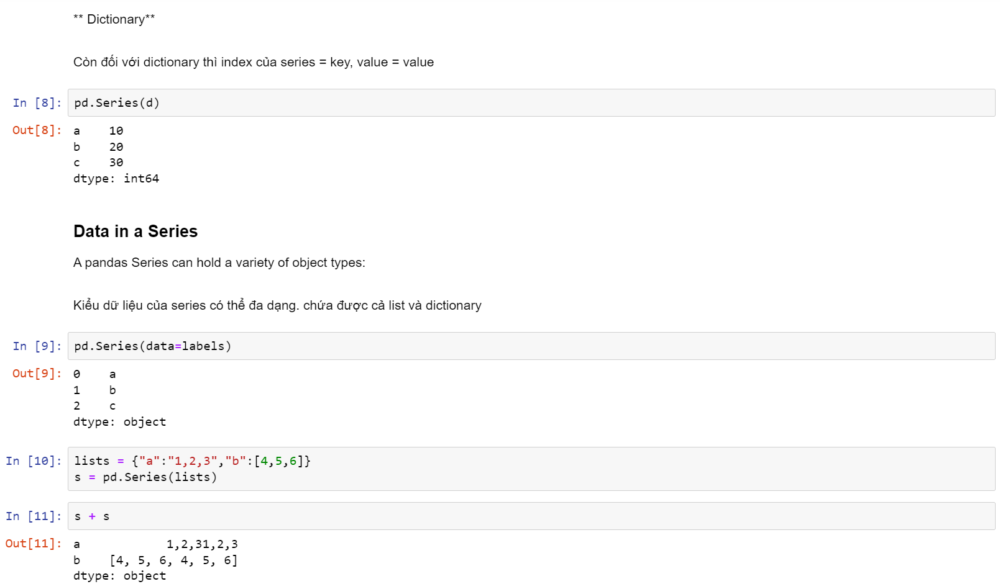 ** Dictionary**
Còn đối với dictionary thì index của series = key, value = value
In [8]: pd.Series(d)
Out[8]: a    10
b    20
c    30
dtype: int64
Data in a Series
A pandas Series can hold a variety of object types:
Kiểu dữ liệu của series có thể đa dạng. chứa được cả list và dictionary
In [9]: pd.Series(data=labels)
Out[9]: 0    a
1    b
2    c
dtype: object
In [10]: lists = {"a":"1,2,3","b":[4,5,6]}
s = pd.Series(lists)
In [11]: s + s
Out[11]: a            1,2,31,2,3
b    [4, 5, 6, 4, 5, 6]
dtype: object